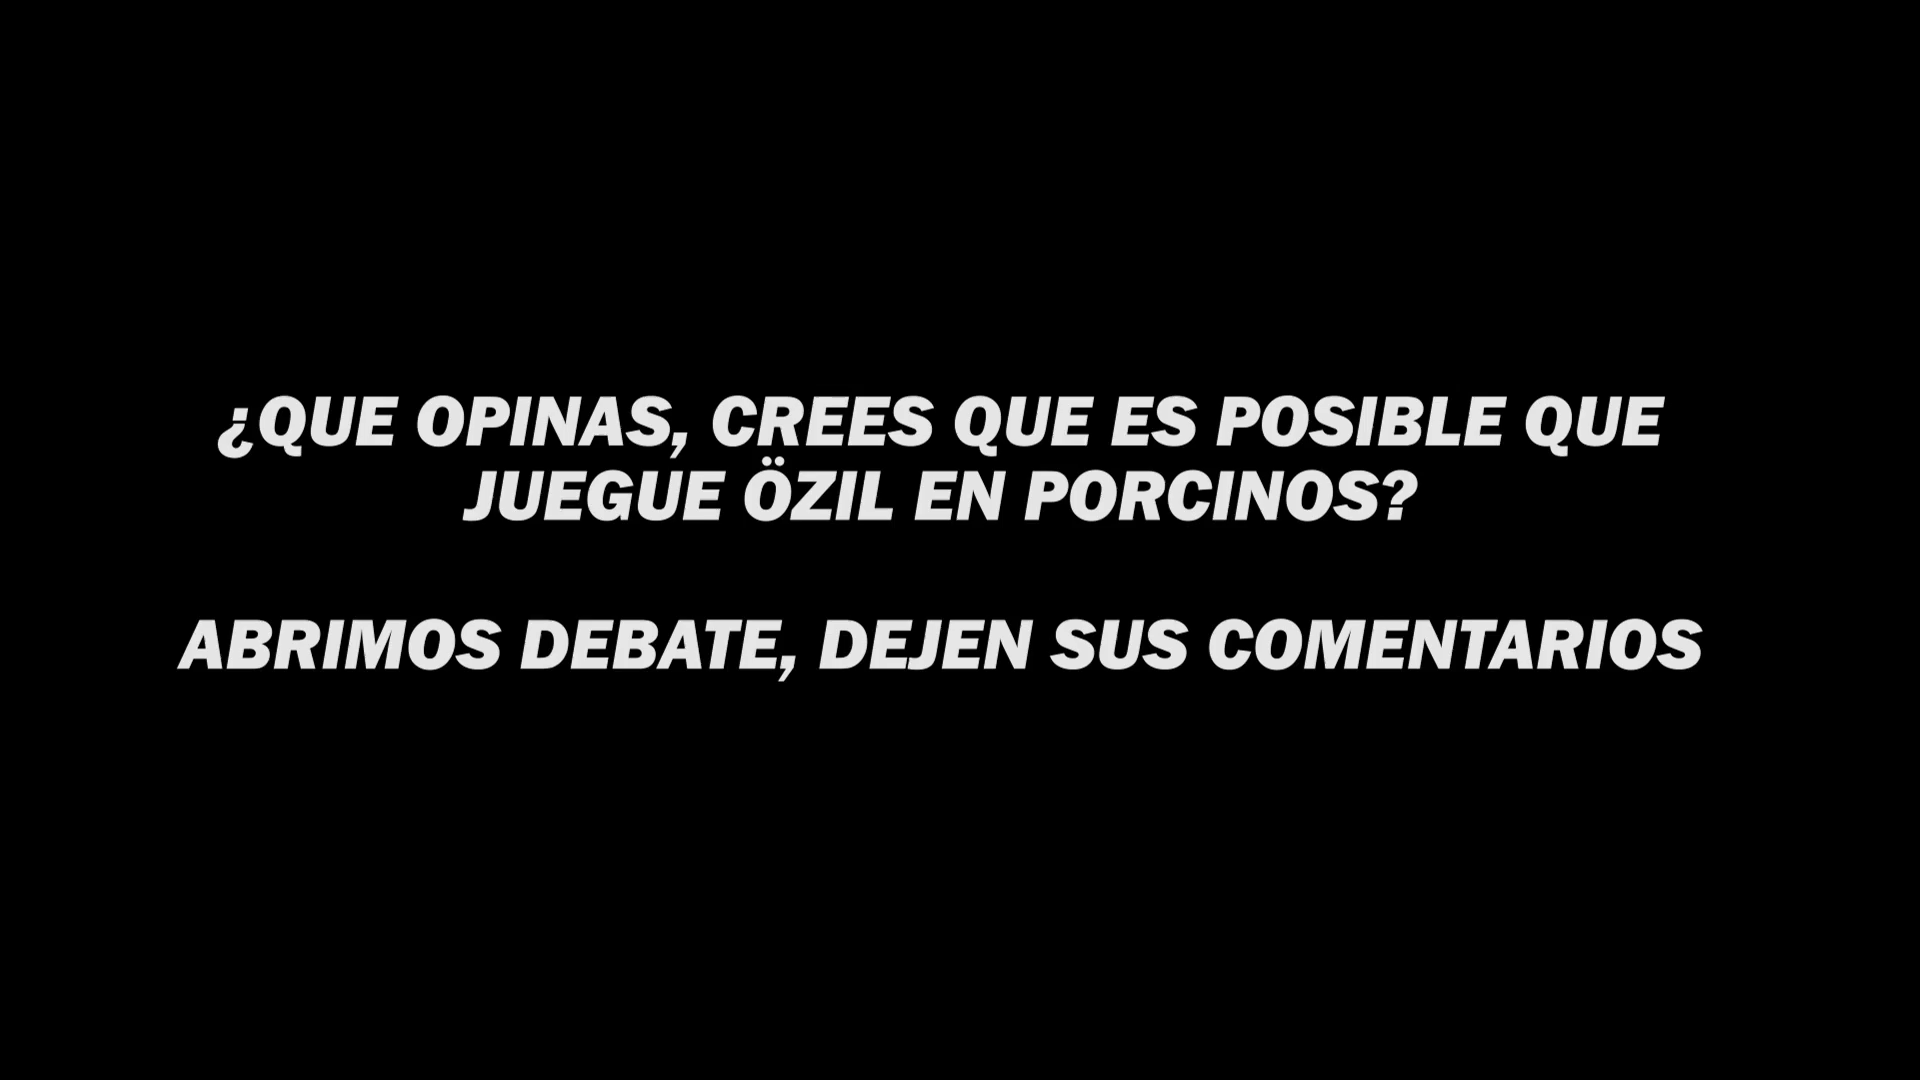 ¿QUE OPINAS, CREES QUE ES POSIBLE QUE
JUEGUE ÖZIL EN PORCINOS?
ABRIMOS DEBATE, DEJEN SUS COMENTARIOS